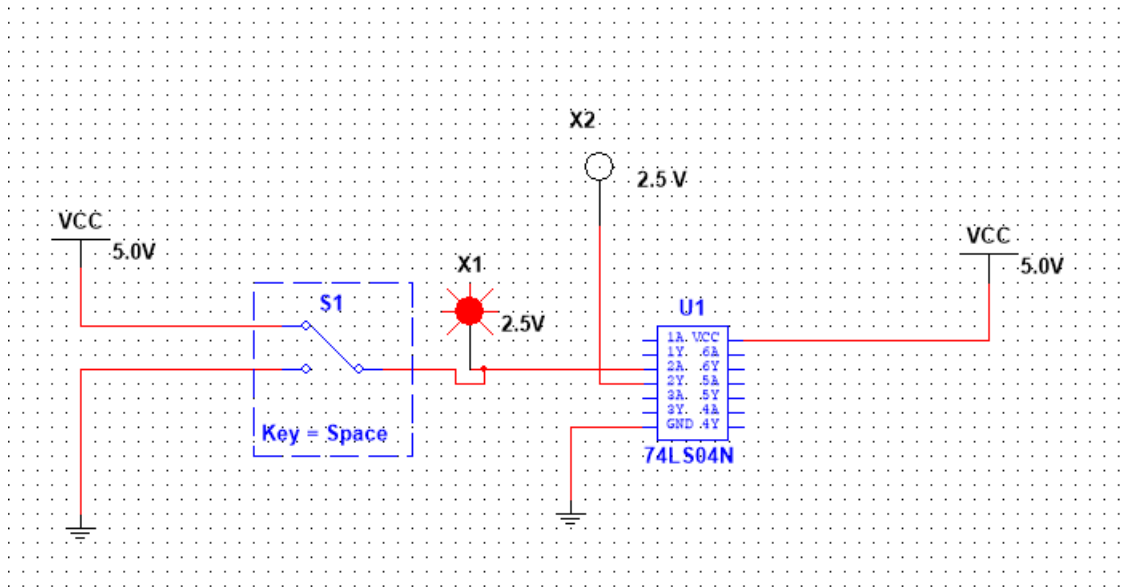 X2
2.5 V
VCC
5.0V
VCC
5.0V
X1
2.5V
S1
Key = Space
U1
1A. VCC
1Y. .6A
2A. .6Y
2Y. .5A
3A. .5Y
3Y. .4A
GND .4Y
74LS04N